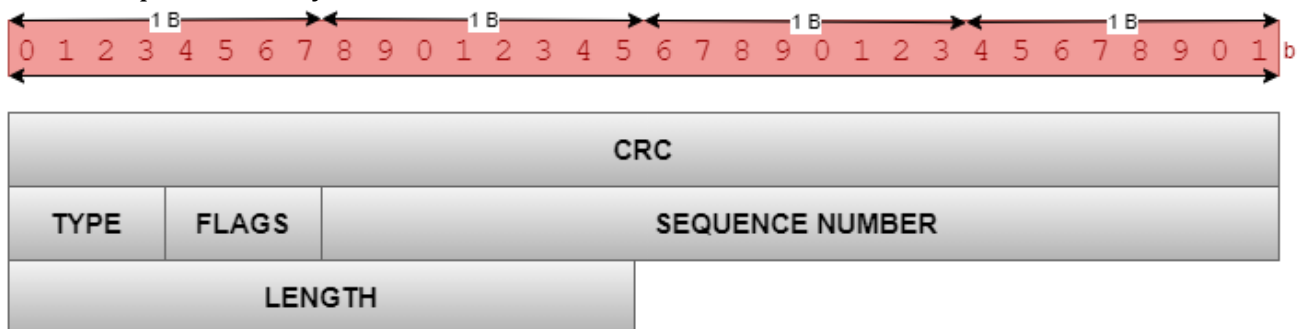 1 B 1 B 1 B 1 B
0 1 2 3 4 5 6 7 8 9 0 1 2 3 4 5 6 7 8 9 0 1 2 3 4 5 6 7 8 9 0 1 b
CRC
TYPE FLAGS SEQUENCE NUMBER
LENGTH